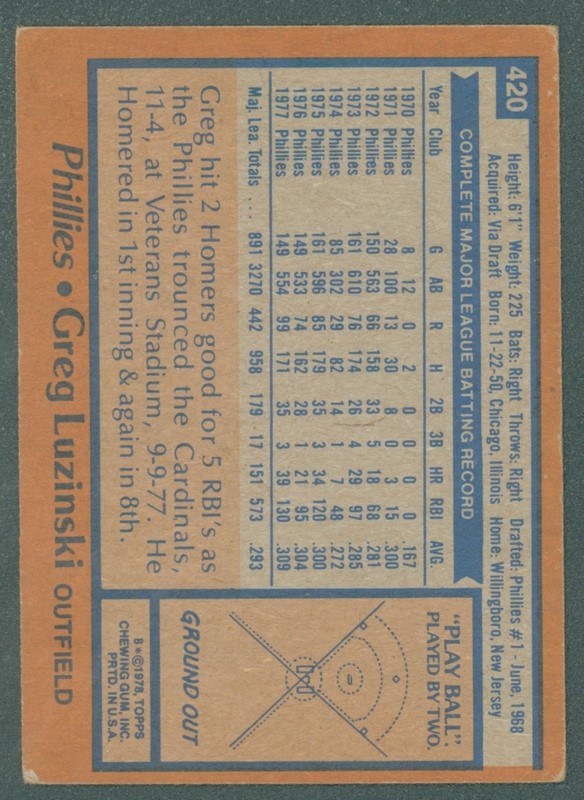 420
Height: 6'1" Weight: 225 Bats: Right Throws: Right Drafted: Phillies #1 - June, 1968
Acquired: Via Draft Born: 11-22-50, Chicago, Illinois Home: Willingboro, New Jersey
COMPLETE MAJOR LEAGUE BATTING RECORD
Year Club G AB R H 2B 3B HR RBI AVG.
1970 Phillies 8 12 0 2 0 0 0 0 .167
1971 Phillies 28 100 13 30 8 0 3 15 .300
1972 Phillies 150 563 66 158 33 5 18 68 .281
1973 Phillies 161 610 76 174 26 4 29 97 .285
1974 Phillies 85 302 29 82 14 1 7 48 .272
1975 Phillies 161 596 85 179 35 3 34 120 .300
1976 Phillies 149 533 74 162 28 1 21 95 .304
1977 Phillies 149 554 99 171 35 3 39 130 .309
Maj. Lea. Totals ... 891 3270 442 958 179 17 151 573 .293
Greg hit 2 Homers good for 5 RBI's as
the Phillies trounced the Cardinals,
11-4, at Veterans Stadium, 9-9-77. He
Homered in 1st inning & again in 8th.
"PLAY BALL".
PLAYED BY TWO.
GROUND OUT
B*©1978, TOPPS
CHEWING GUM, INC.
PRTD. IN U.S.A.
Phillies • Greg Luzinski OUTFIELD